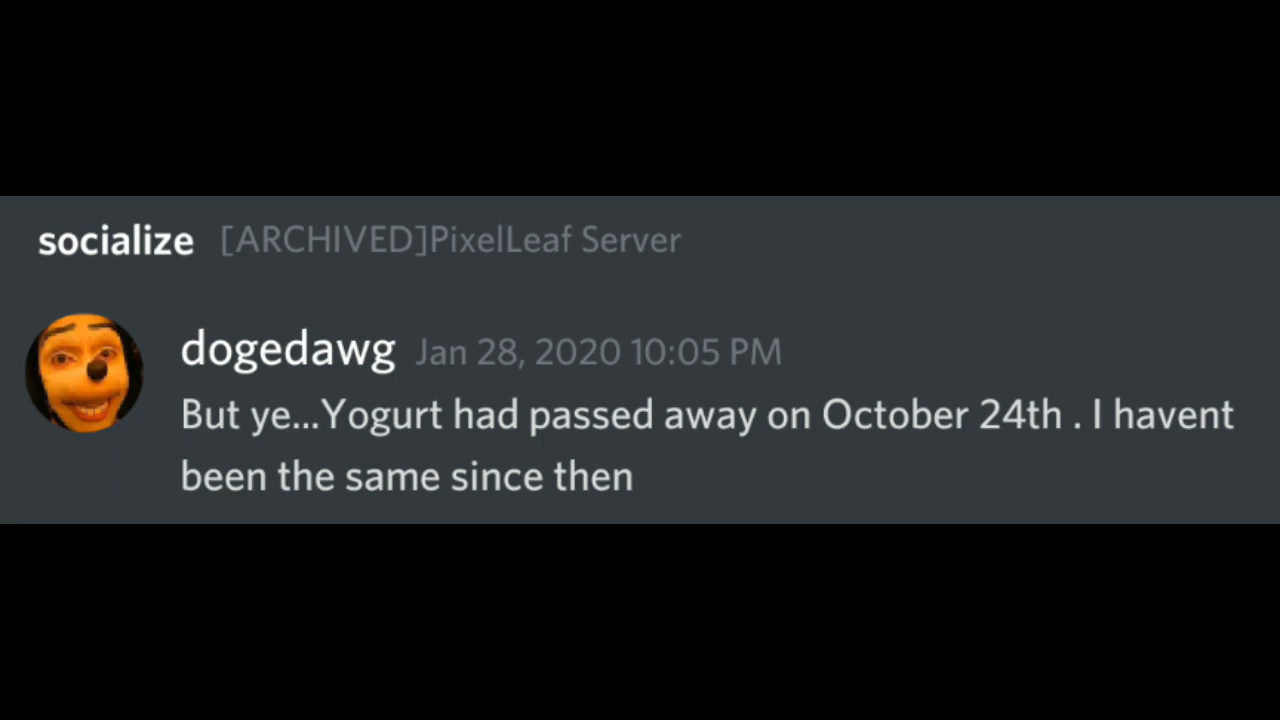 socialize [ARCHIVED]PixelLeaf Server
dogedawg Jan 28, 2020 10:05 PM
But ye...Yogurt had passed away on October 24th . I havent
been the same since then